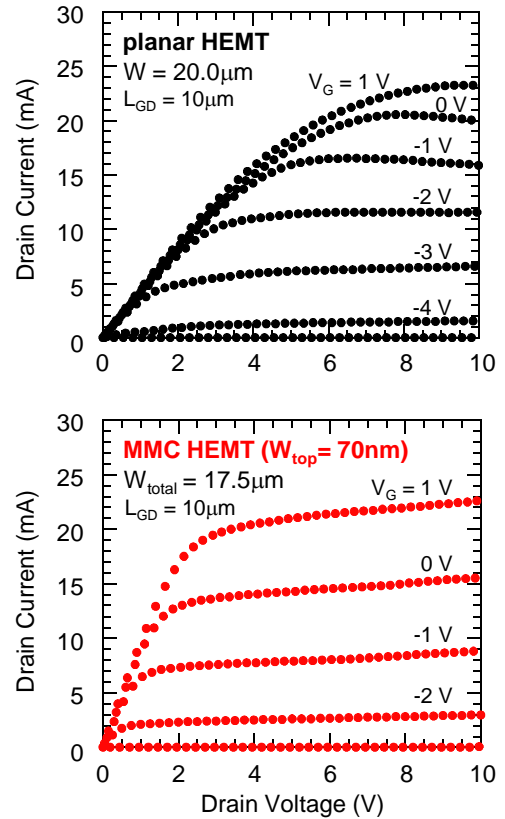 30
25
20
15
10
5
0
Drain Current (mA)
planar HEMT
W = 20.0μm
L_GD = 10μm
V_G = 1 V
0 V
-1 V
-2 V
-3 V
-4 V
0 2 4 6 8 10
30
25
20
15
10
5
0
Drain Current (mA)
MMC HEMT (W_top= 70nm)
W_total = 17.5μm
L_GD = 10μm
V_G = 1 V
0 V
-1 V
-2 V
0 2 4 6 8 10
Drain Voltage (V)